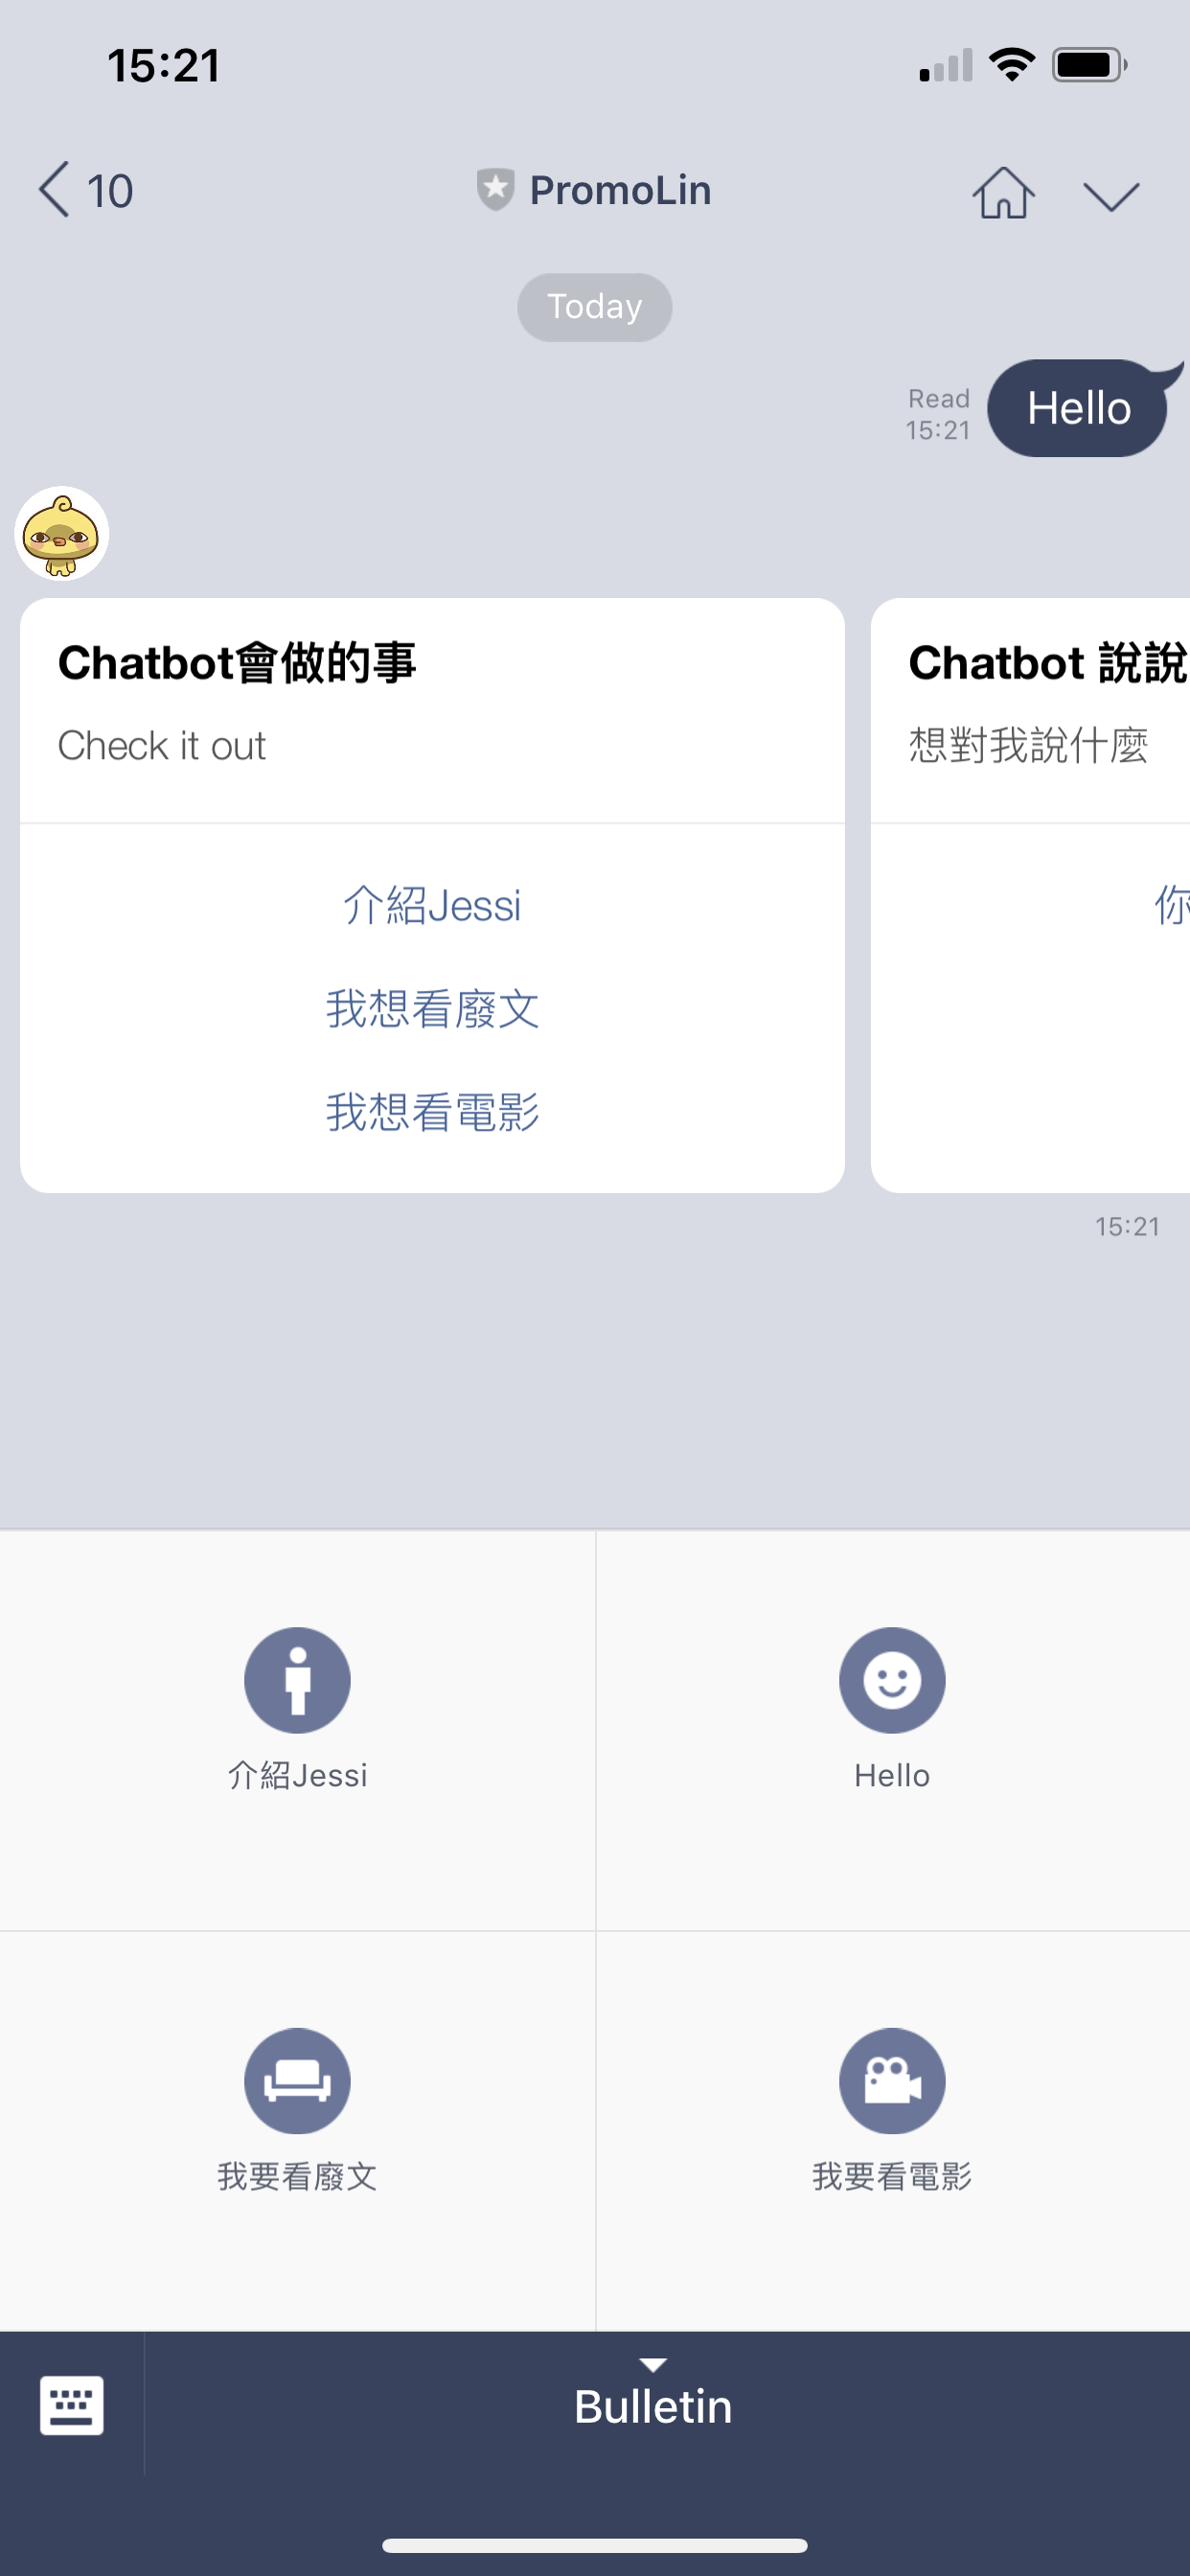 15:21
10
PromoLin
Today
Read
15:21
Hello
Chatbot會做的事
Check it out
介紹Jessi
我想看廢文
我想看電影
Chatbot 說說
想對我說什麼
你
15:21
介紹Jessi
Hello
我要看廢文
我要看電影
Bulletin